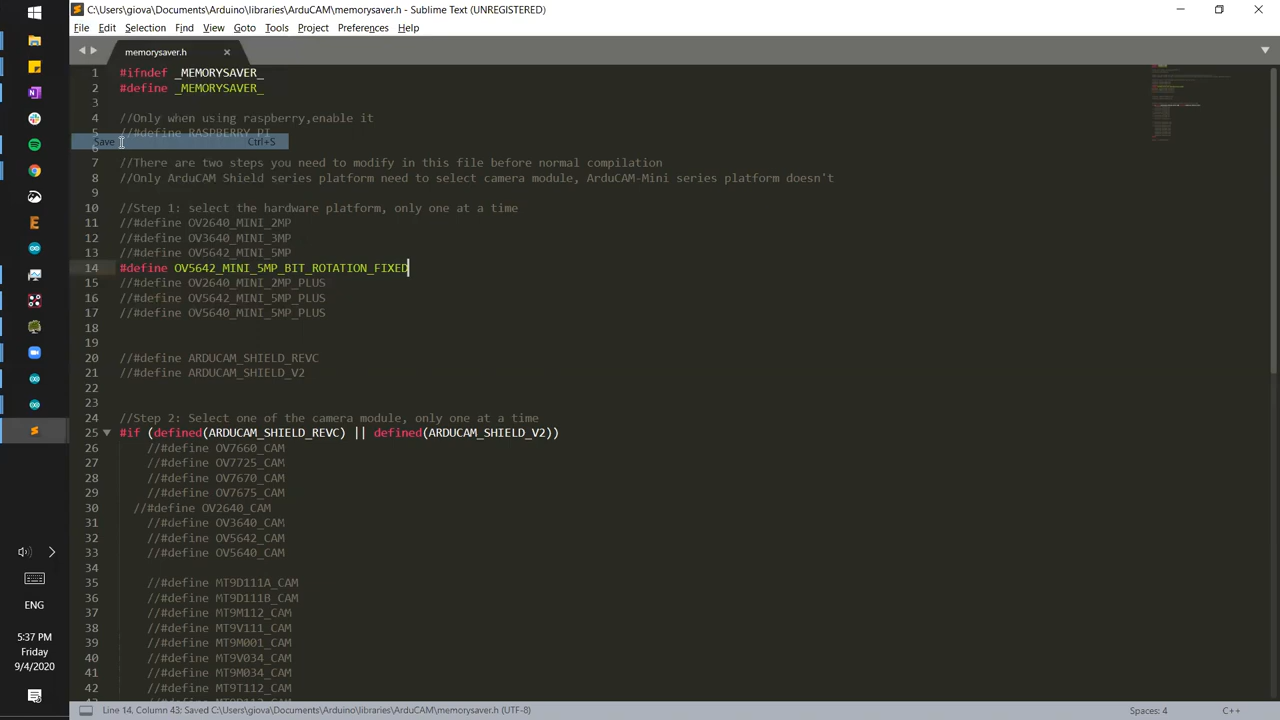 C:\Users\giova\Documents\Arduino\libraries\ArduCAM\memorysaver.h - Sublime Text (UNREGISTERED)
File Edit Selection Find View Goto Tools Project Preferences Help
memorysaver.h ×
1 #ifndef _MEMORYSAVER_
2 #define _MEMORYSAVER_
3
4 //Only when using raspberry,enable it
5 //#define RASPBERRY_PI
Save Ctrl+S
6
7 //There are two steps you need to modify in this file before normal compilation
8 //Only ArduCAM Shield series platform need to select camera module, ArduCAM-Mini series platform doesn't
9
10 //Step 1: select the hardware platform, only one at a time
11 //#define OV2640_MINI_2MP
12 //#define OV3640_MINI_3MP
13 //#define OV5642_MINI_5MP
14 #define OV5642_MINI_5MP_BIT_ROTATION_FIXED
15 //#define OV2640_MINI_2MP_PLUS
16 //#define OV5642_MINI_5MP_PLUS
17 //#define OV5640_MINI_5MP_PLUS
18
19
20 //#define ARDUCAM_SHIELD_REVC
21 //#define ARDUCAM_SHIELD_V2
22
23
24 //Step 2: Select one of the camera module, only one at a time
25 #if (defined(ARDUCAM_SHIELD_REVC) || defined(ARDUCAM_SHIELD_V2))
26 //#define OV7660_CAM
27 //#define OV7725_CAM
28 //#define OV7670_CAM
29 //#define OV7675_CAM
30 //#define OV2640_CAM
31 //#define OV3640_CAM
32 //#define OV5642_CAM
33 //#define OV5640_CAM
34
35 //#define MT9D111A_CAM
36 //#define MT9D111B_CAM
37 //#define MT9M112_CAM
38 //#define MT9V111_CAM
39 //#define MT9M001_CAM
40 //#define MT9V034_CAM
41 //#define MT9M034_CAM
42 //#define MT9T112_CAM
ENG
5:37 PM
Friday
9/4/2020
Line 14, Column 43: Saved C:\Users\giova\Documents\Arduino\libraries\ArduCAM\memorysaver.h (UTF-8) Spaces: 4 C++